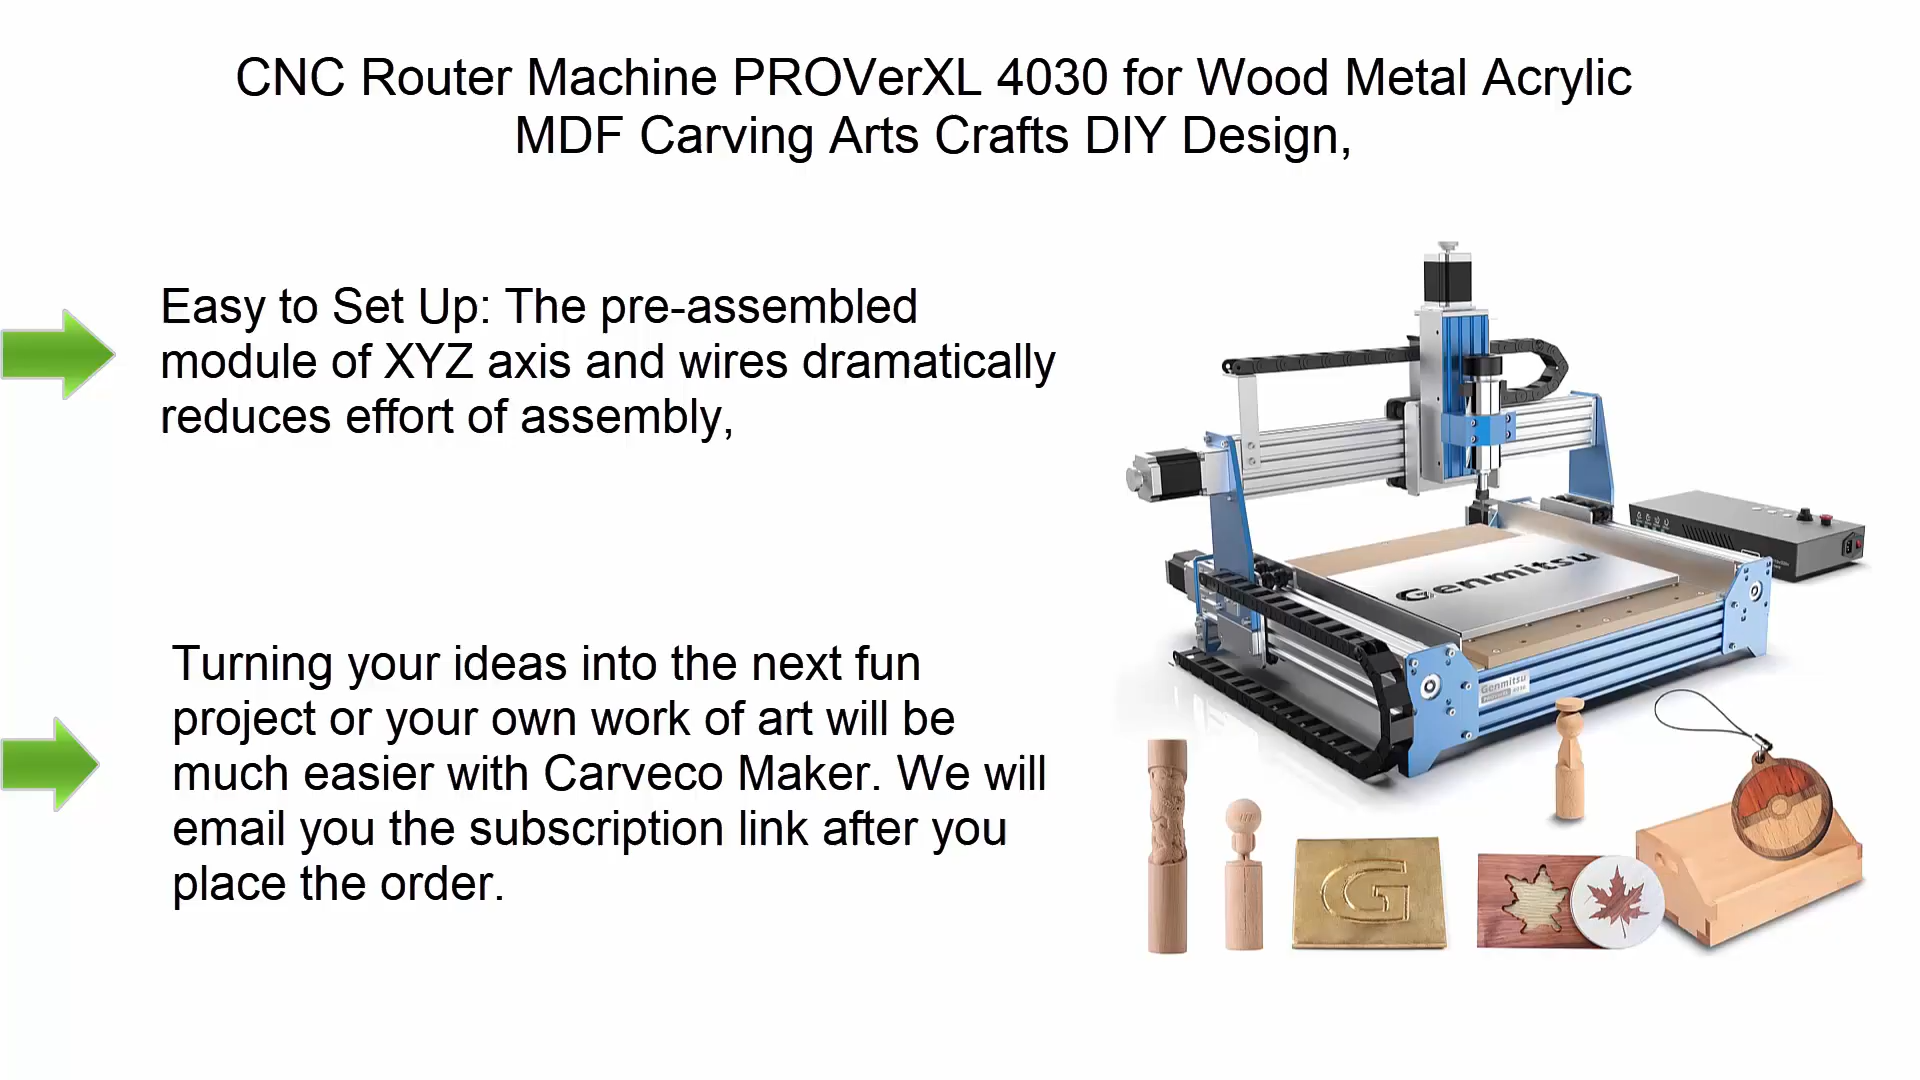 CNC Router Machine PROVerXL 4030 for Wood Metal Acrylic
MDF Carving Arts Crafts DIY Design,
Easy to Set Up: The pre-assembled
module of XYZ axis and wires dramatically
reduces effort of assembly,
Turning your ideas into the next fun
project or your own work of art will be
much easier with Carveco Maker. We will
email you the subscription link after you
place the order.
Genmitsu
Genmitsu
4030
G